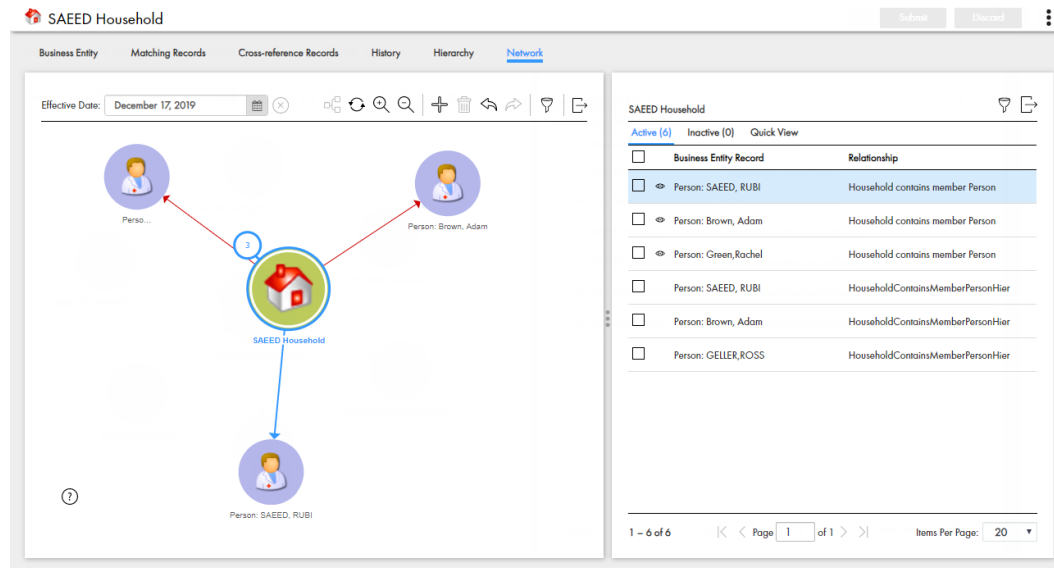 SAEED Household
Submit Discard
Business Entity Matching Records Cross-reference Records History Hierarchy Network
Effective Date: December 17, 2019
Perso...
Person: Brown, Adam
3
SAEED Household
Person: SAEED, RUBI
?
SAEED Household
Active (6) Inactive (0) Quick View
Business Entity Record Relationship
Person: SAEED, RUBI Household contains member Person
Person: Brown, Adam Household contains member Person
Person: Green,Rachel Household contains member Person
Person: SAEED, RUBI HouseholdContainsMemberPersonHier
Person: Brown, Adam HouseholdContainsMemberPersonHier
Person: GELLER,ROSS HouseholdContainsMemberPersonHier
1 – 6 of 6 Page 1 of 1 Items Per Page: 20